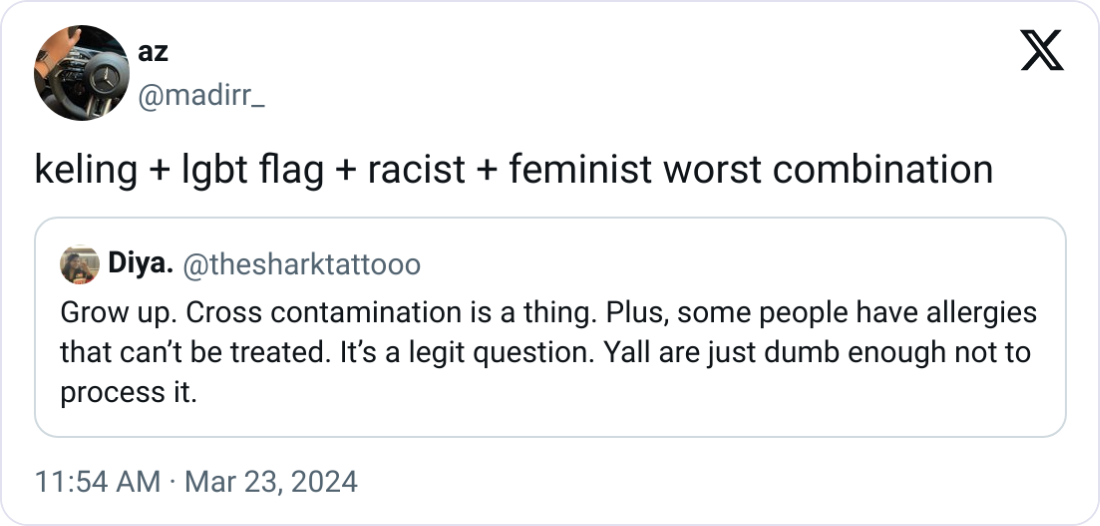 az
@madirr_
keling + lgbt flag + racist + feminist worst combination
Diya. @thesharktattooo
Grow up. Cross contamination is a thing. Plus, some people have allergies
that can’t be treated. It’s a legit question. Yall are just dumb enough not to
process it.
11:54 AM · Mar 23, 2024